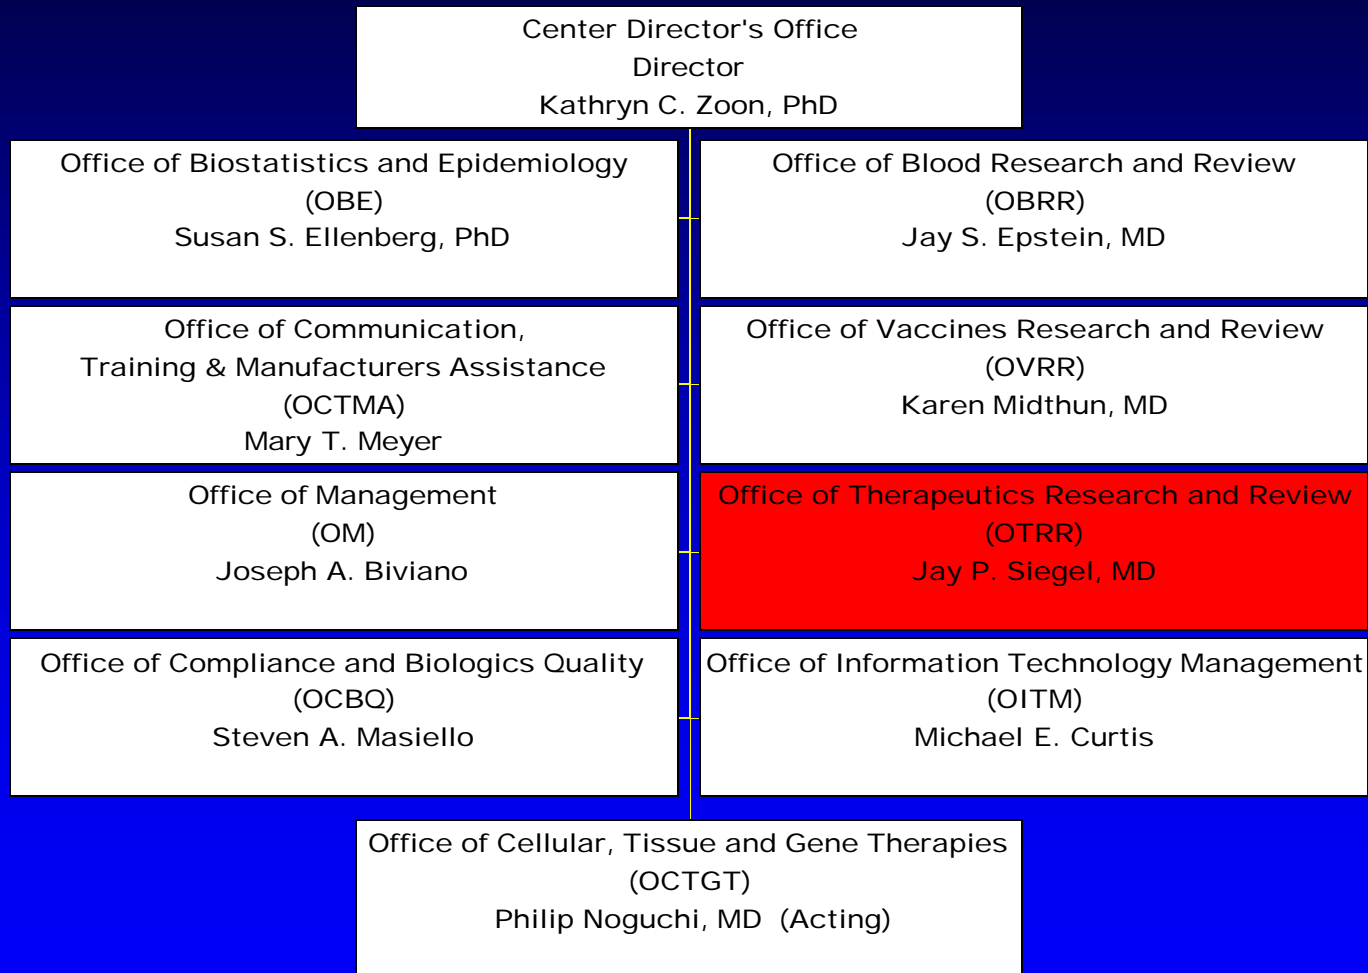 Center Director's Office
Director
Kathryn C. Zoon, PhD
Office of Biostatistics and Epidemiology
(OBE)
Susan S. Ellenberg, PhD
Office of Blood Research and Review
(OBRR)
Jay S. Epstein, MD
Office of Communication,
Training & Manufacturers Assistance
(OCTMA)
Mary T. Meyer
Office of Vaccines Research and Review
(OVRR)
Karen Midthun, MD
Office of Management
(OM)
Joseph A. Biviano
Office of Therapeutics Research and Review
(OTRR)
Jay P. Siegel, MD
Office of Compliance and Biologics Quality
(OCBQ)
Steven A. Masiello
Office of Information Technology Management
(OITM)
Michael E. Curtis
Office of Cellular, Tissue and Gene Therapies
(OCTGT)
Philip Noguchi, MD (Acting)